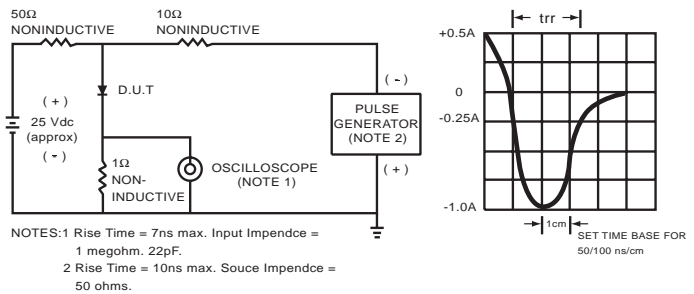 50Ω
NONINDUCTIVE
10Ω
NONINDUCTIVE
( + )
25 Vdc
(approx)
( - )
D.U.T
1Ω
NON-
INDUCTIVE
OSCILLOSCOPE
(NOTE 1)
( - )
PULSE
GENERATOR
(NOTE 2)
( + )
NOTES:1 Rise Time = 7ns max. Input Impendce =
1 megohm. 22pF.
2 Rise Time = 10ns max. Souce Impendce =
50 ohms.
trr
+0.5A
0
-0.25A
-1.0A
1cm
SET TIME BASE FOR
50/100 ns/cm